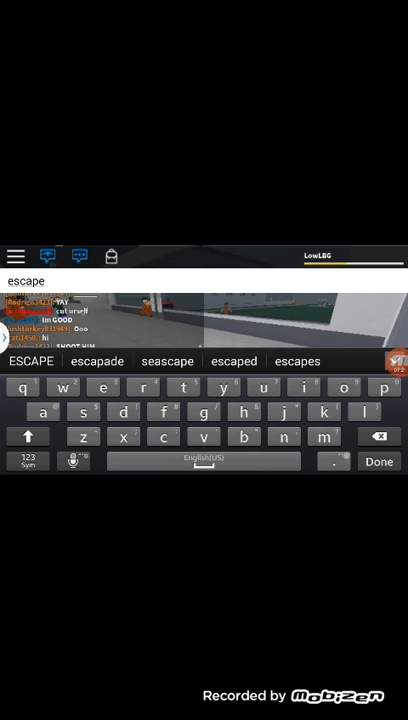 LowLBG
escape
[Rodrigo3423]: YAY
cut urself
Im GOOD
Ooo
hi
SHOOT HIM
ESCAPE escapade seascape escaped escapes
q w e r t y u i o p
a s d f g h j k l
z x c v b n m
123
Sym
English(US)
.
Done
Recorded by mobizen